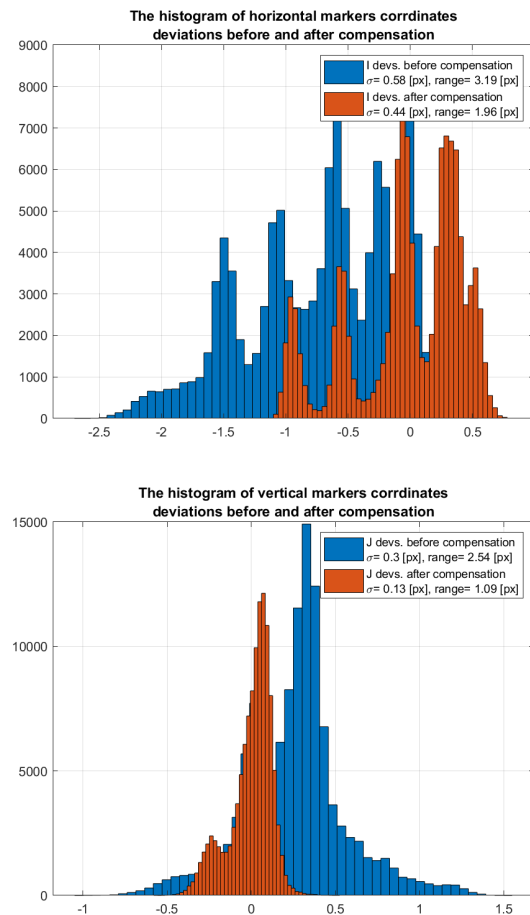 The histogram of horizontal markers corrdinates
deviations before and after compensation
9000
8000
7000
6000
5000
4000
3000
2000
1000
0
I devs. before compensation
σ= 0.58 [px], range= 3.19 [px]
I devs. after compensation
σ= 0.44 [px], range= 1.96 [px]
-2.5 -2 -1.5 -1 -0.5 0 0.5
The histogram of vertical markers corrdinates
deviations before and after compensation
15000
10000
5000
0
J devs. before compensation
σ= 0.3 [px], range= 2.54 [px]
J devs. after compensation
σ= 0.13 [px], range= 1.09 [px]
-1 -0.5 0 0.5 1 1.5